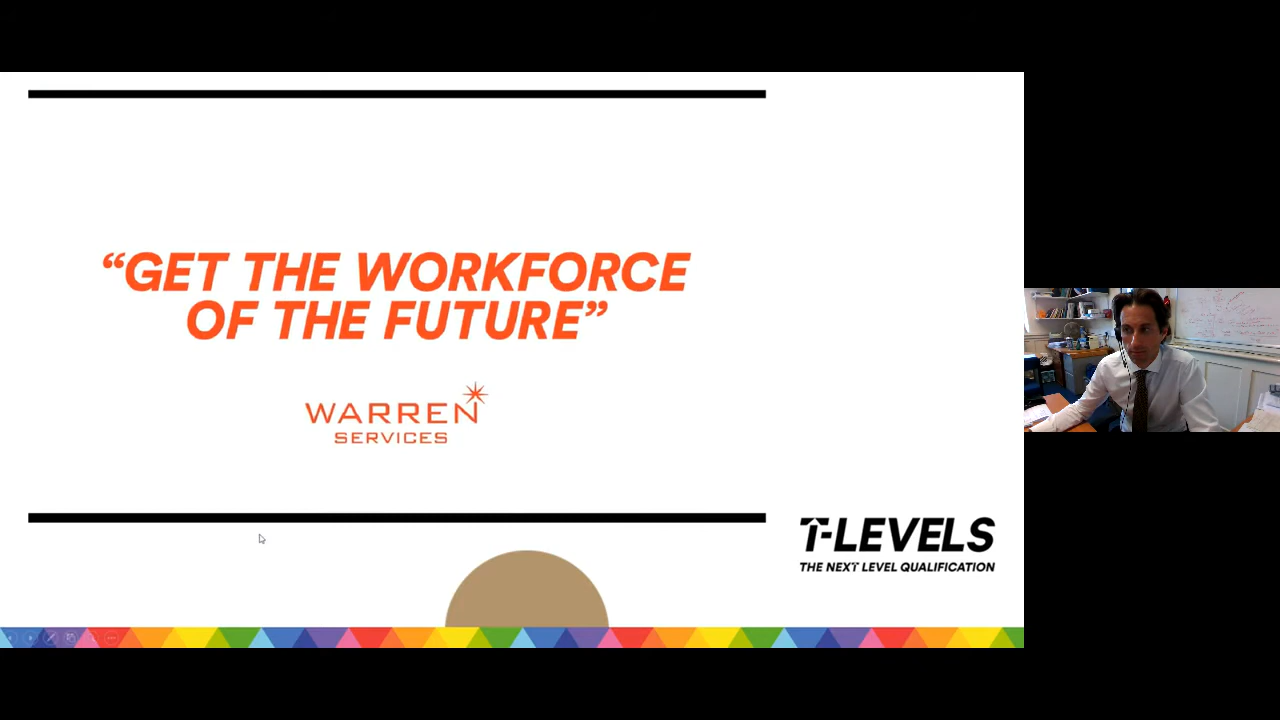 “GET THE WORKFORCE
OF THE FUTURE”
WARREN
SERVICES
T-LEVELS
THE NEXT LEVEL QUALIFICATION